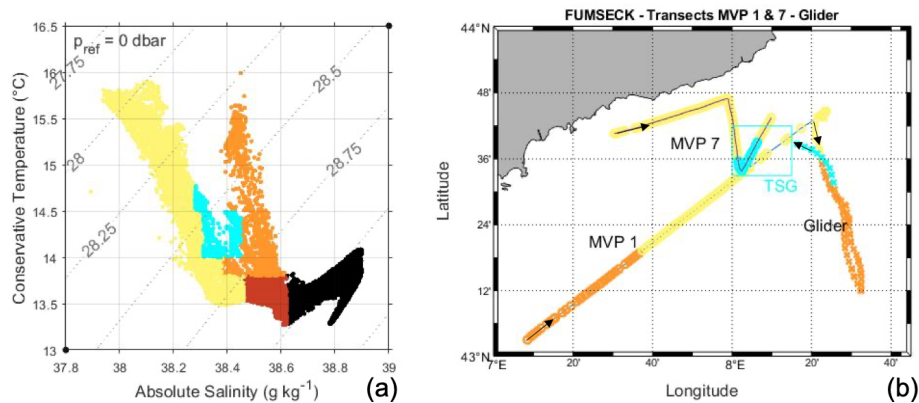 16.5
16
15.5
15
14.5
14
13.5
13
p_ref = 0 dbar
27.75
28
28.25
28.5
28.75
37.8 38 38.2 38.4 38.6 38.8 39
Conservative Temperature (°C)
Absolute Salinity (g kg⁻¹)
(a)
FUMSECK - Transects MVP 1 & 7 - Glider
44°N
48'
36'
24'
12'
43°N
7°E 20' 40' 8°E 20' 40'
Latitude
Longitude
MVP 7
TSG
MVP 1
Glider
(b)